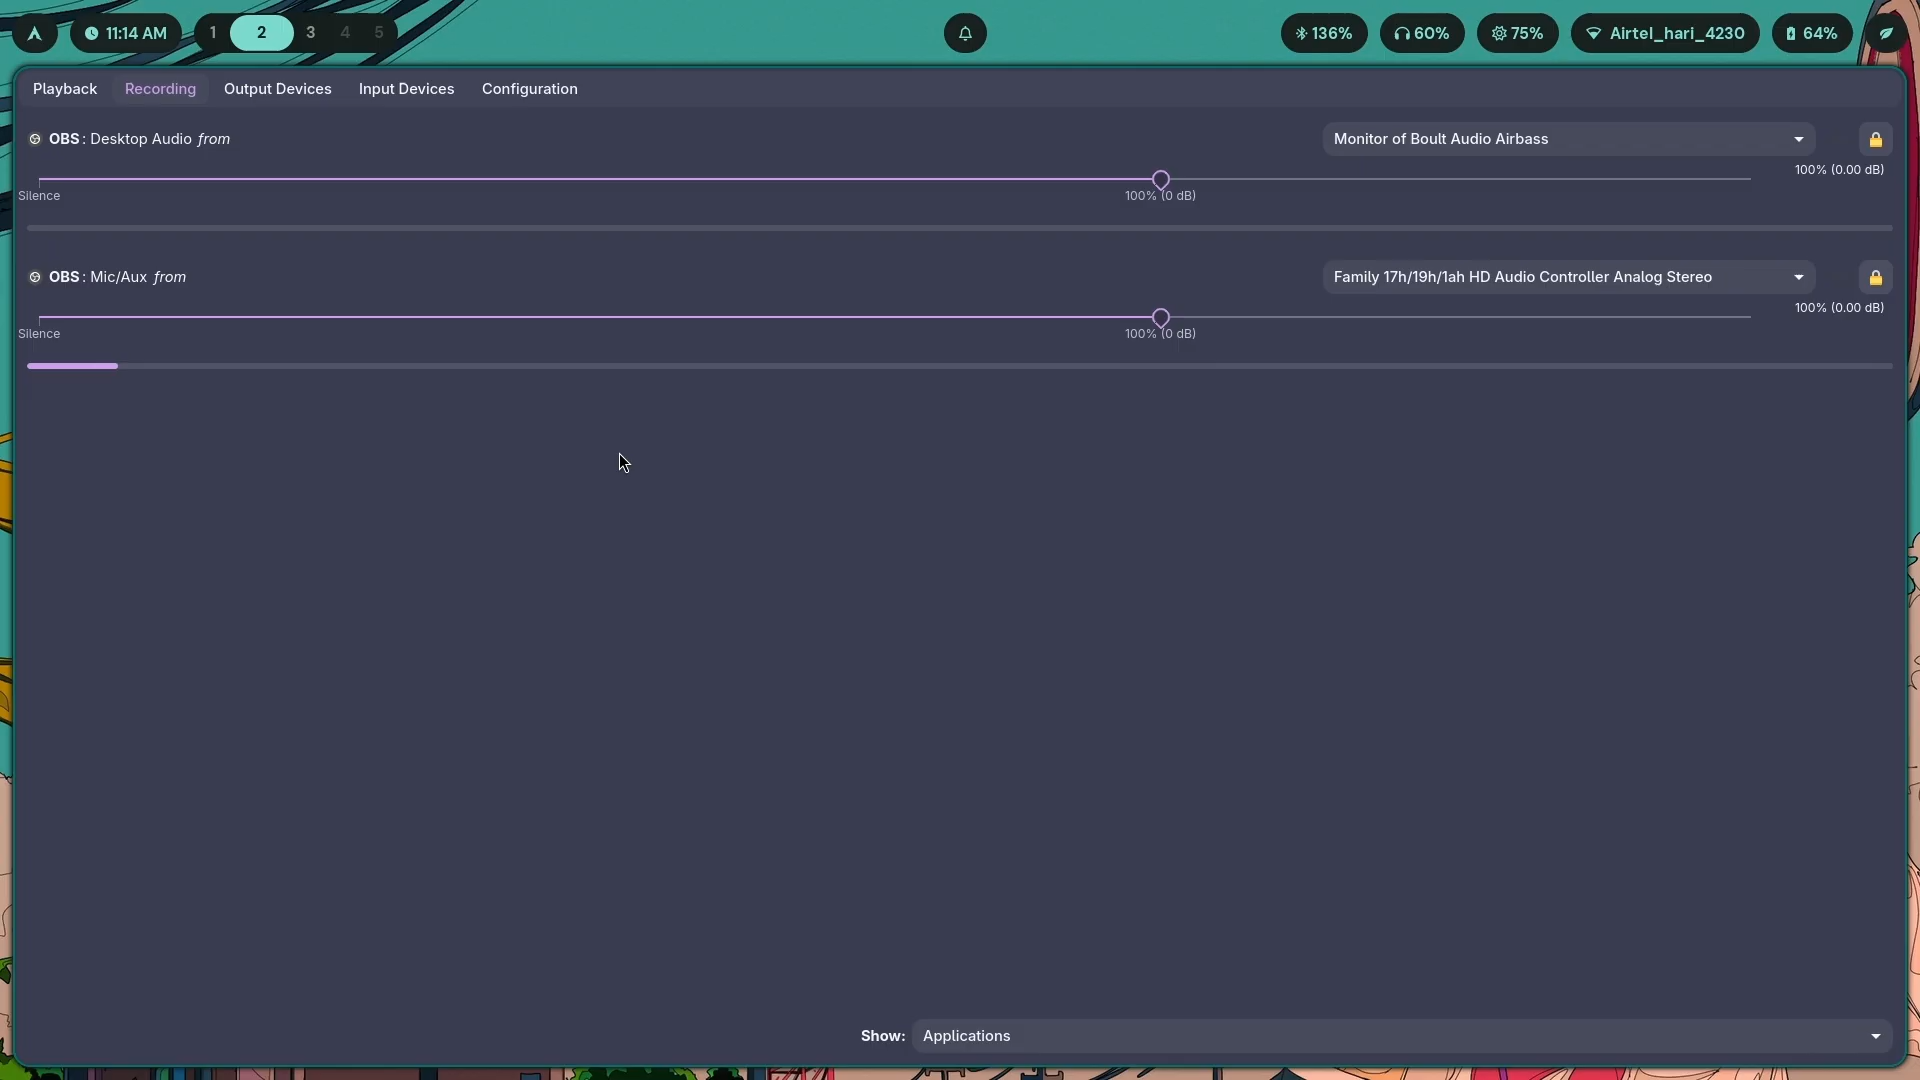 11:14 AM 1 2 3 4 5 136% 60% 75% Airtel_hari_4230 64%
Playback Recording Output Devices Input Devices Configuration
OBS : Desktop Audio from Monitor of Boult Audio Airbass
100% (0.00 dB)
Silence 100% (0 dB)
OBS : Mic/Aux from Family 17h/19h/1ah HD Audio Controller Analog Stereo
100% (0.00 dB)
Silence 100% (0 dB)
Show: Applications